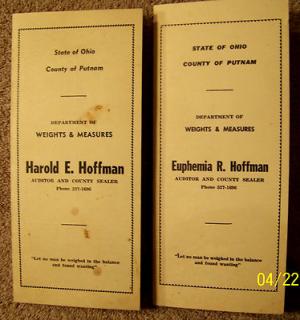 State of Ohio
County of Putnam
DEPARTMENT OF
WEIGHTS & MEASURES
Harold E. Hoffman
AUDITOR AND COUNTY SEALER
Phone 257-1696
"Let no man be weighed in the balance
and found wanting"
STATE OF OHIO
COUNTY OF PUTNAM
DEPARTMENT OF
WEIGHTS & MEASURES
Euphemia R. Hoffman
AUDITOR AND COUNTY SEALER
Phone 257-1696
"Let no man be weighed in the balance
and found wanting"
04/22